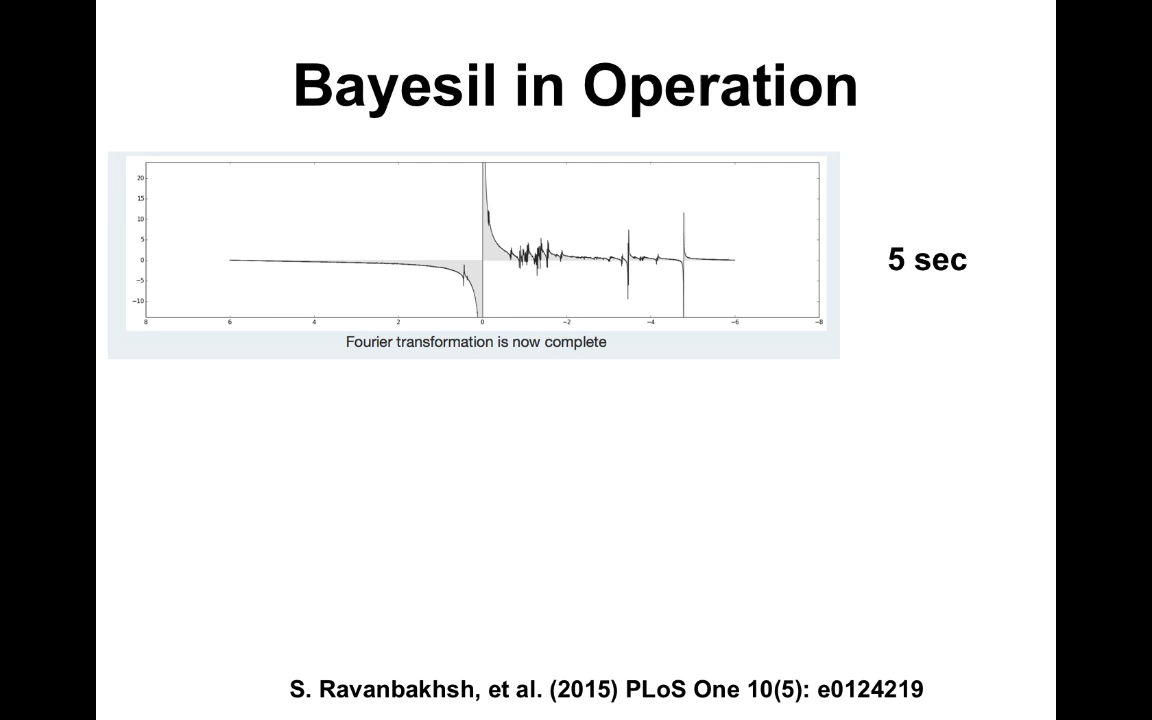 Bayesil in Operation
20
15
10
5
0
−5
−10
8 6 4 2 0 −2 −4 −6 −8
Fourier transformation is now complete
5 sec
S. Ravanbakhsh, et al. (2015) PLoS One 10(5): e0124219